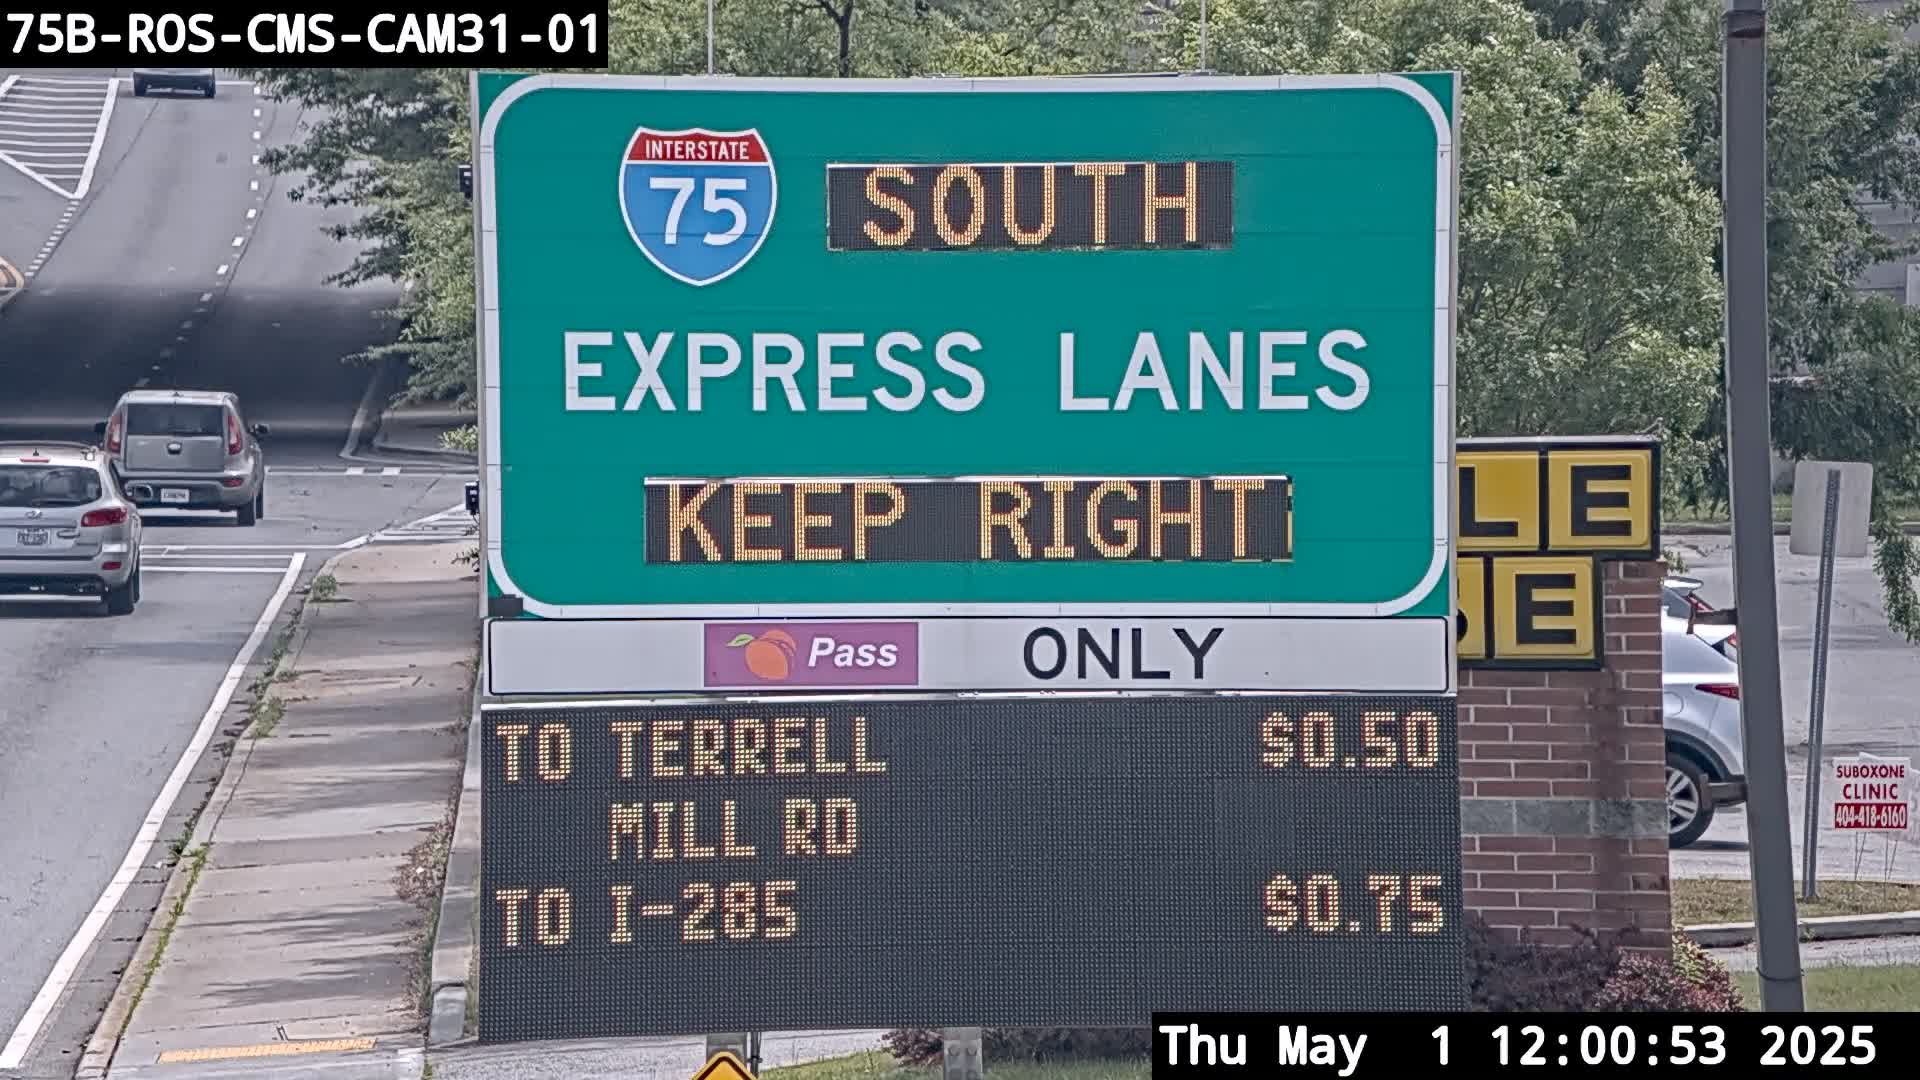 75B-ROS-CMS-CAM31-01
INTERSTATE
75
SOUTH
EXPRESS LANES
KEEP RIGHT
Pass ONLY
TO TERRELL $0.50
MILL RD
TO I-285 $0.75
LE
E
SUBOXONE
CLINIC
404-418-6160
Thu May 1 12:00:53 2025